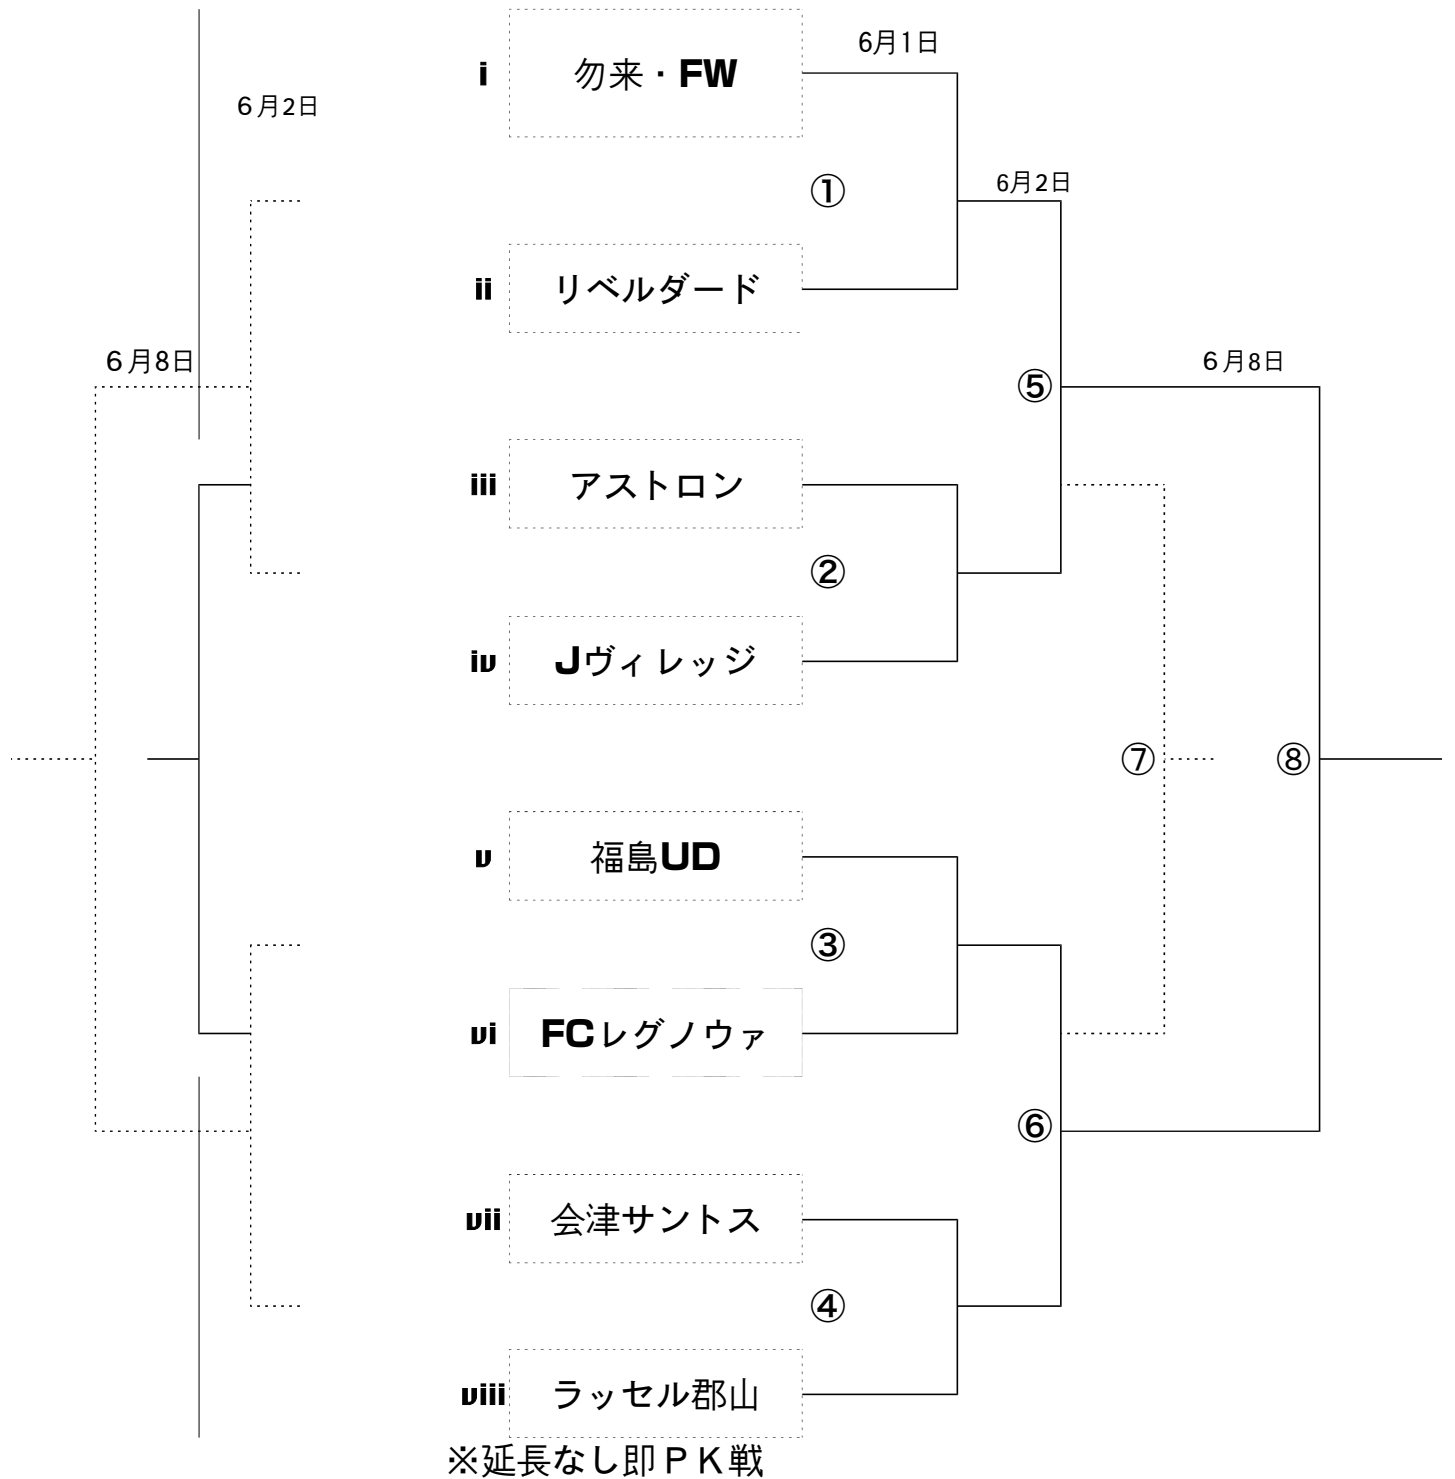 6月1日
i 勿来・FW
６月2日
①
6月2日
ii リベルダード
６月8日
６月8日
⑤
iii アストロン
②
iv Jヴィレッジ
⑦
⑧
v 福島UD
③
vi FCレグノウァ
⑥
vii 会津サントス
④
viii ラッセル郡山
※延長なし即ＰＫ戦